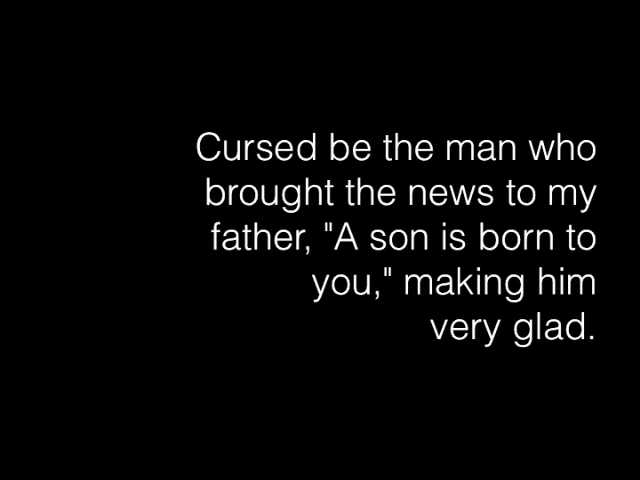 Cursed be the man who
brought the news to my
father, "A son is born to
you," making him
very glad.